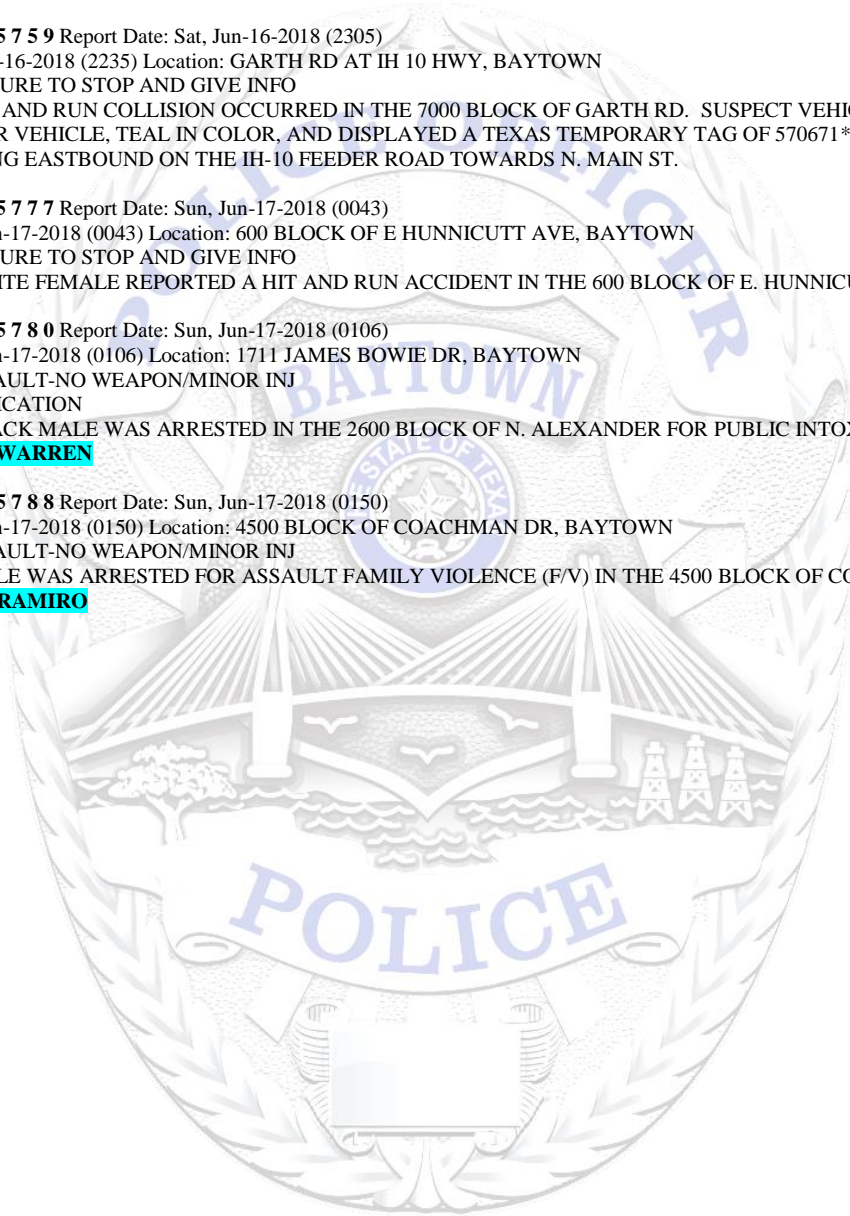 5 7 5 9 Report Date: Sat, Jun-16-2018 (2305)
-16-2018 (2235) Location: GARTH RD AT IH 10 HWY, BAYTOWN
URE TO STOP AND GIVE INFO
AND RUN COLLISION OCCURRED IN THE 7000 BLOCK OF GARTH RD. SUSPECT VEHIC
R VEHICLE, TEAL IN COLOR, AND DISPLAYED A TEXAS TEMPORARY TAG OF 570671*
NG EASTBOUND ON THE IH-10 FEEDER ROAD TOWARDS N. MAIN ST.
5 7 7 7 Report Date: Sun, Jun-17-2018 (0043)
n-17-2018 (0043) Location: 600 BLOCK OF E HUNNICUTT AVE, BAYTOWN
URE TO STOP AND GIVE INFO
ITE FEMALE REPORTED A HIT AND RUN ACCIDENT IN THE 600 BLOCK OF E. HUNNICU
5 7 8 0 Report Date: Sun, Jun-17-2018 (0106)
n-17-2018 (0106) Location: 1711 JAMES BOWIE DR, BAYTOWN
AULT-NO WEAPON/MINOR INJ
ICATION
ACK MALE WAS ARRESTED IN THE 2600 BLOCK OF N. ALEXANDER FOR PUBLIC INTOX
WARREN
5 7 8 8 Report Date: Sun, Jun-17-2018 (0150)
n-17-2018 (0150) Location: 4500 BLOCK OF COACHMAN DR, BAYTOWN
AULT-NO WEAPON/MINOR INJ
LE WAS ARRESTED FOR ASSAULT FAMILY VIOLENCE (F/V) IN THE 4500 BLOCK OF CO
RAMIRO
POLICE OFFICER
BAYTOWN
THE STATE OF TEXAS
POLICE